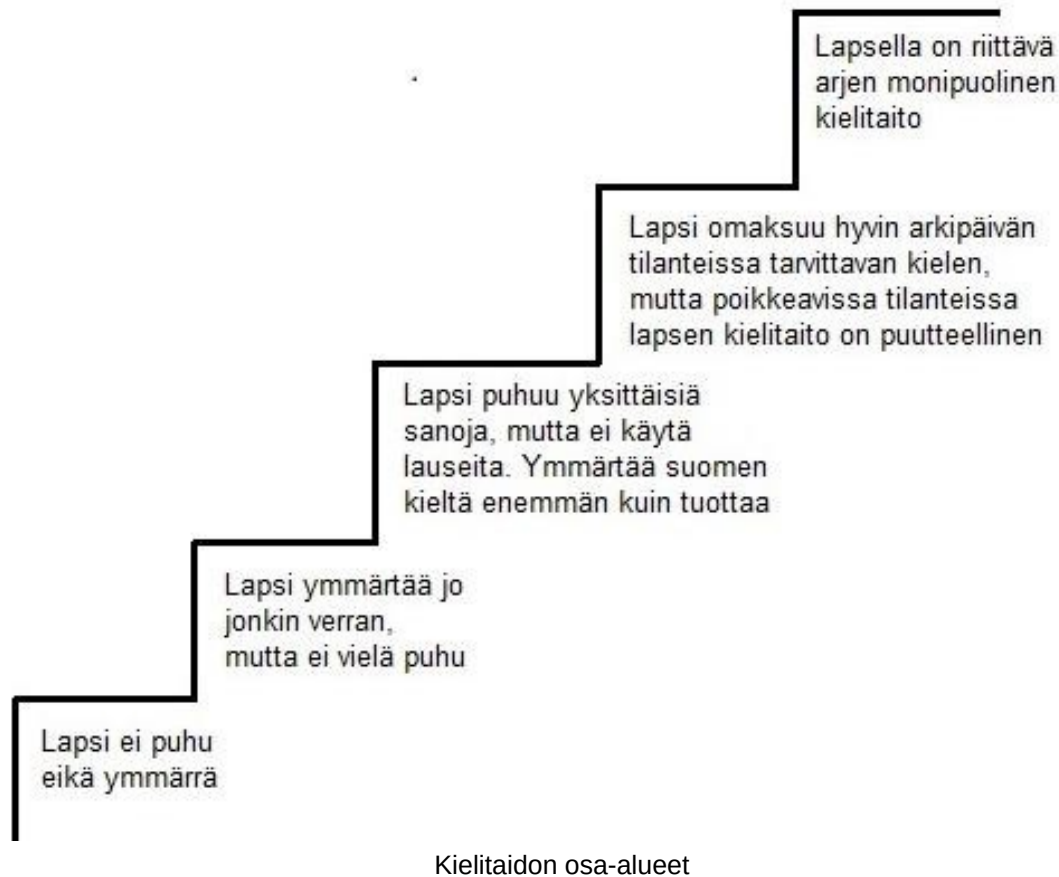 Lapsella on riittävä
arjen monipuolinen
kielitaito
Lapsi omaksuu hyvin arkipäivän
tilanteissa tarvittavan kielen,
mutta poikkeavissa tilanteissa
lapsen kielitaito on puutteellinen
Lapsi puhuu yksittäisiä
sanoja, mutta ei käytä
lauseita. Ymmärtää suomen
kieltä enemmän kuin tuottaa
Lapsi ymmärtää jo
jonkin verran,
mutta ei vielä puhu
Lapsi ei puhu
eikä ymmärrä
Kielitaidon osa-alueet